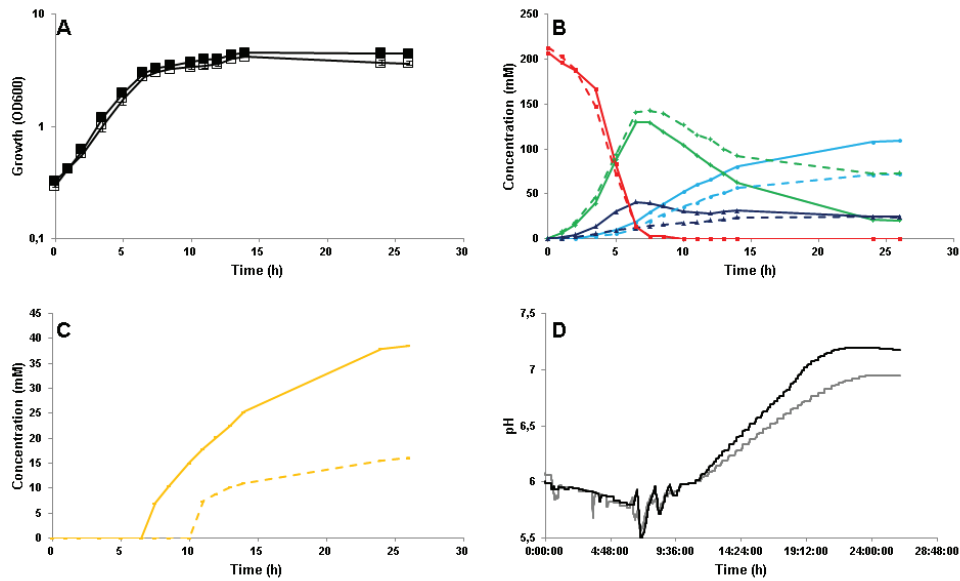 A
10
1
0,1
Growth (OD600)
0 5 10 15 20 25 30
Time (h)
B
250
200
150
100
50
0
Concentration (mM)
0 5 10 15 20 25 30
Time (h)
C
45
40
35
30
25
20
15
10
5
0
Concentration (mM)
0 5 10 15 20 25 30
Time (h)
D
7,5
7
6,5
6
5,5
pH
0:00:00 4:48:00 9:36:00 14:24:00 19:12:00 24:00:00 28:48:00
Time (h)